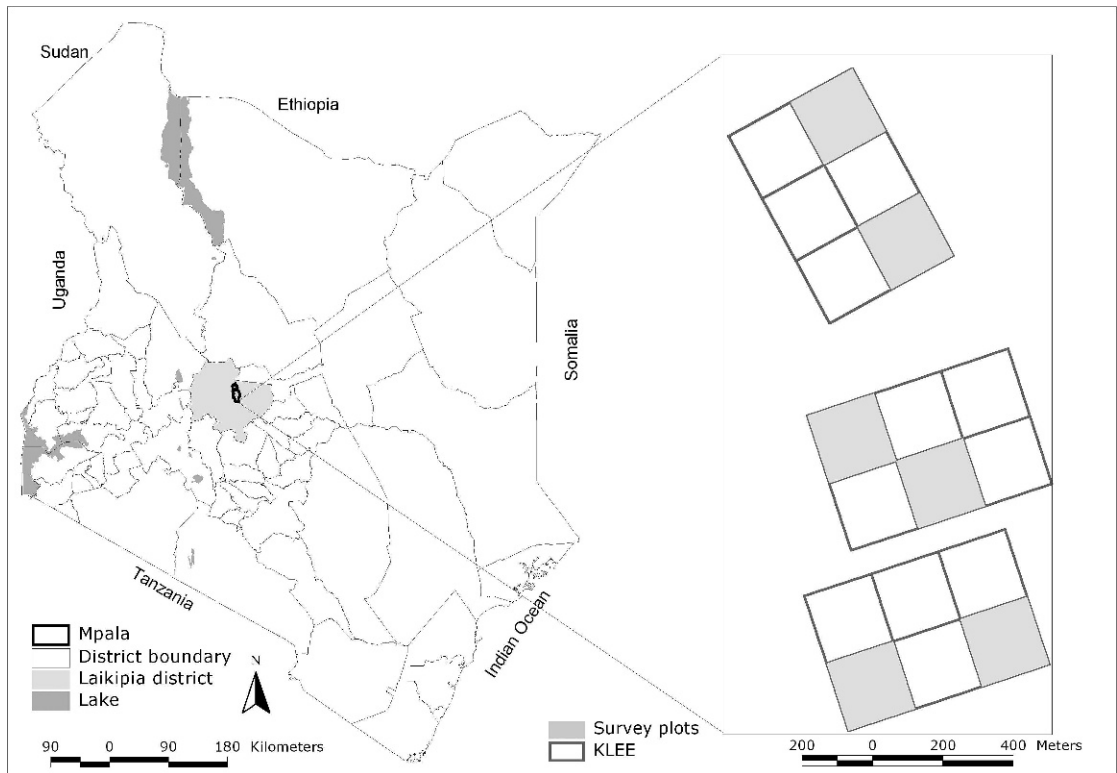 Sudan
Ethiopia
Uganda
Somalia
Tanzania
Indian Ocean
Mpala
District boundary
Laikipia district
Lake
N
90 0 90 180 Kilometers
Survey plots
KLEE
200 0 200 400 Meters